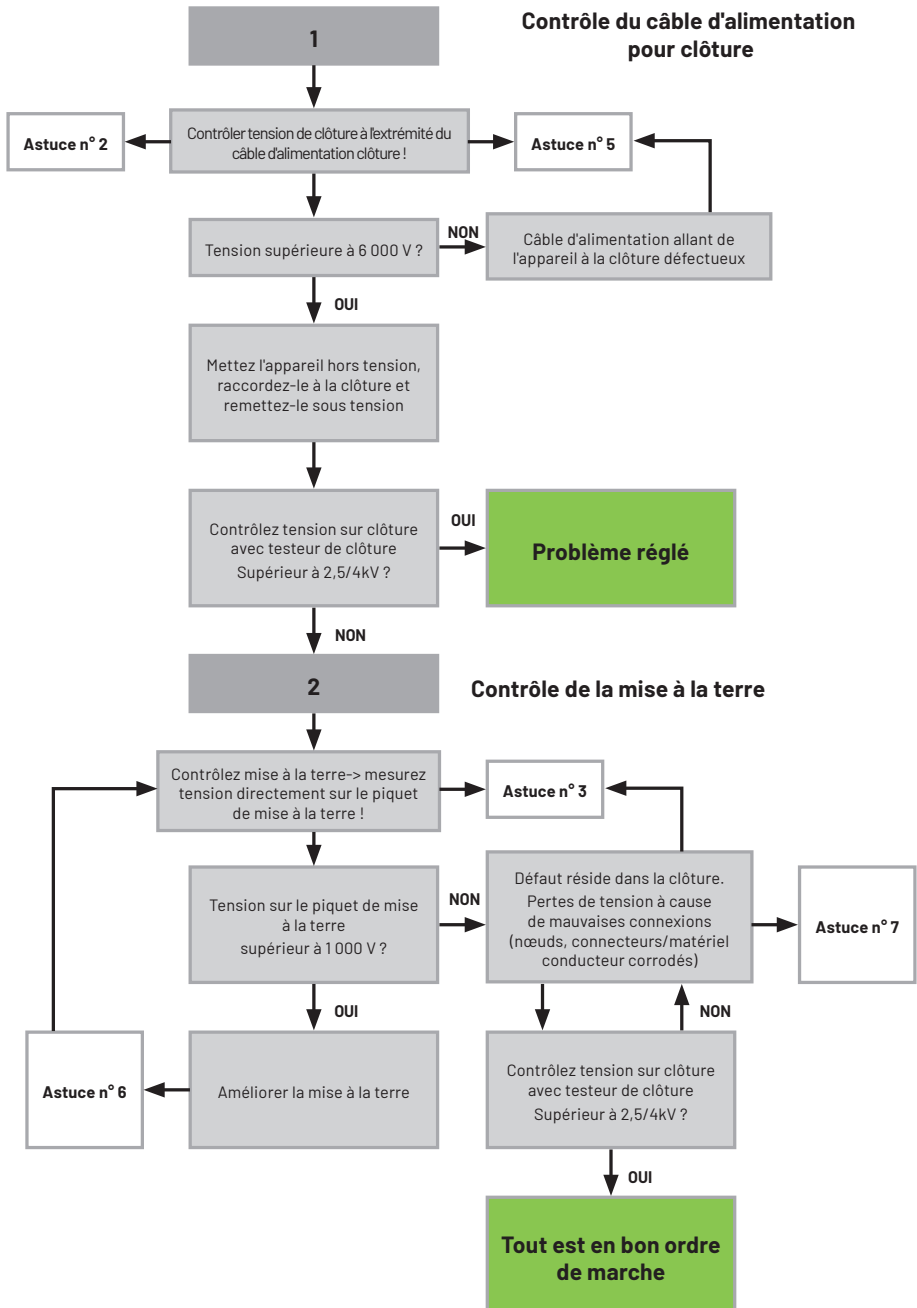 Contrôle du câble d'alimentation
pour clôture
1
Astuce n° 2
Contrôler tension de clôture à l'extrémité du
câble d'alimentation clôture !
Astuce n° 5
Tension supérieure à 6 000 V ?
NON
Câble d'alimentation allant de
l'appareil à la clôture défectueux
OUI
Mettez l'appareil hors tension,
raccordez-le à la clôture et
remettez-le sous tension
Contrôlez tension sur clôture
avec testeur de clôture
Supérieur à 2,5/4kV ?
OUI
Problème réglé
NON
2
Contrôle de la mise à la terre
Contrôlez mise à la terre-> mesurez
tension directement sur le piquet
de mise à la terre !
Astuce n° 3
Tension sur le piquet de mise
à la terre
supérieur à 1 000 V ?
NON
Défaut réside dans la clôture.
Pertes de tension à cause
de mauvaises connexions
(nœuds, connecteurs/matériel
conducteur corrodés)
Astuce n° 7
OUI
NON
Astuce n° 6
Améliorer la mise à la terre
Contrôlez tension sur clôture
avec testeur de clôture
Supérieur à 2,5/4kV ?
OUI
Tout est en bon ordre
de marche